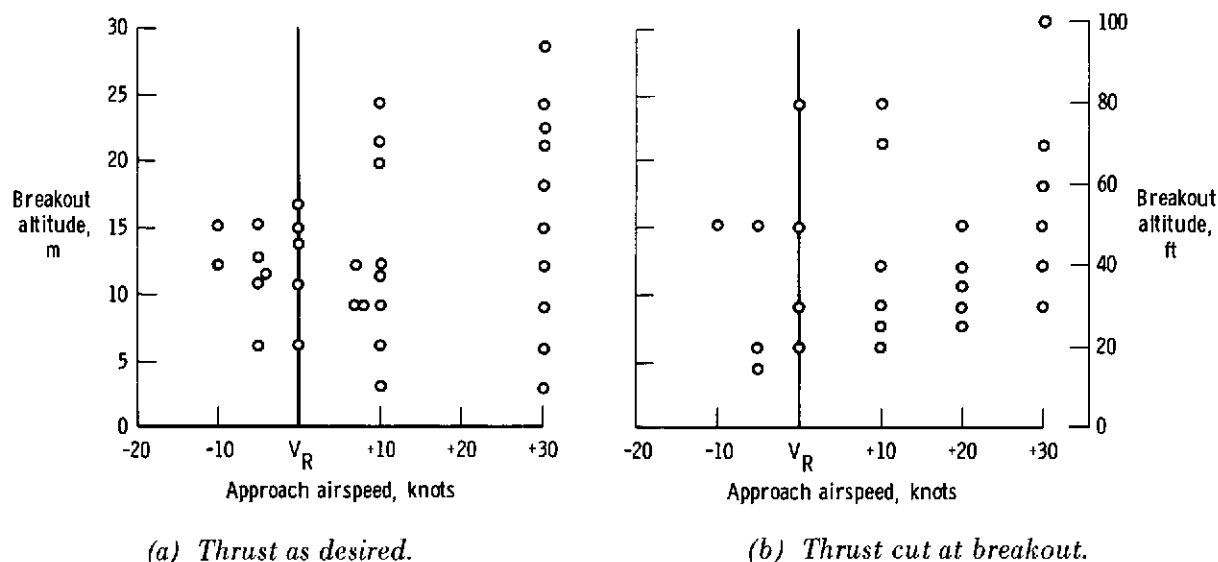 30
25
20
15
10
5
0
Breakout
altitude,
m
-20 -10 V_R +10 +20 +30
Approach airspeed, knots
(a) Thrust as desired.
100
80
60
40
20
0
Breakout
altitude,
ft
-20 -10 V_R +10 +20 +30
Approach airspeed, knots
(b) Thrust cut at breakout.